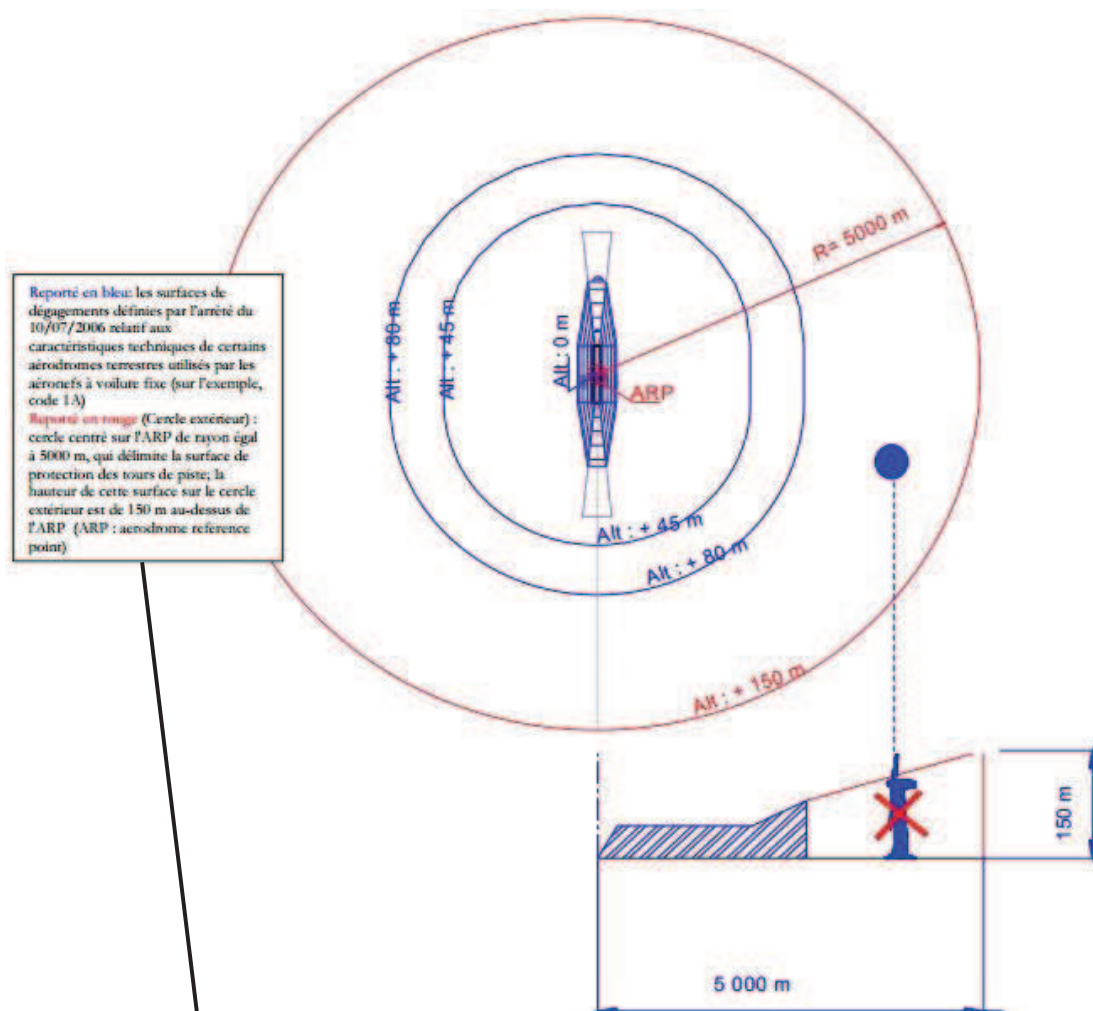 R= 5000 m
Alt : + 80 m
Alt : + 45 m
Alt.: 0 m
ARP
Reporté en bleu: les surfaces de
dégagements définies par l'arrêté du
10/07/2006 relatif aux
caractéristiques techniques de certains
aérodromes terrestres utilisés par les
aéronefs à voilure fixe (sur l'exemple,
code 1A)
Reporté en rouge (Cercle extérieur) :
cercle centré sur l'ARP de rayon égal
à 5000 m, qui délimite la surface de
protection des tours de piste; la
hauteur de cette surface sur le cercle
extérieur est de 150 m au-dessus de
l'ARP (ARP : aerodrome reference
point)
Alt : + 45 m
Alt : + 80 m
Alt : + 150 m
150 m
5 000 m